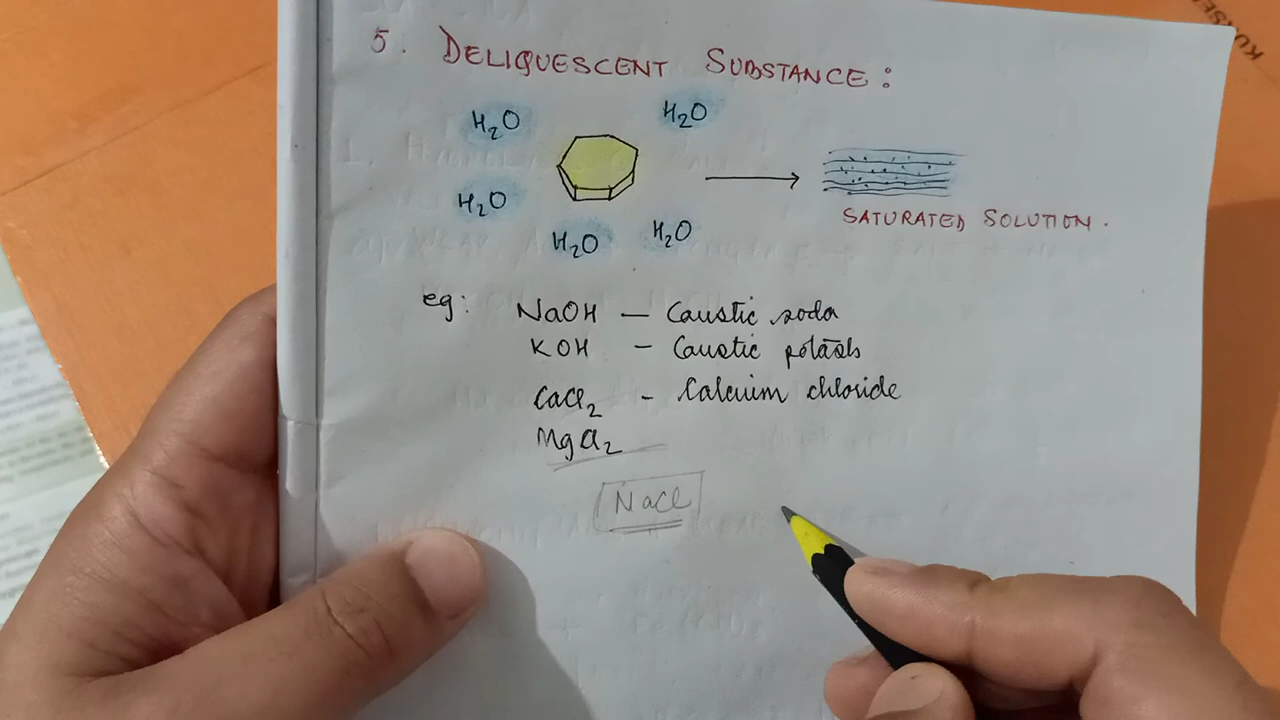 5. DELIQUESCENT SUBSTANCE:
H₂O H₂O
H₂O
H₂O H₂O
SATURATED SOLUTION.
eg: NaOH — Caustic soda
KOH — Caustic potash
CaCl₂ - Calcium chloride
MgCl₂
NaCl